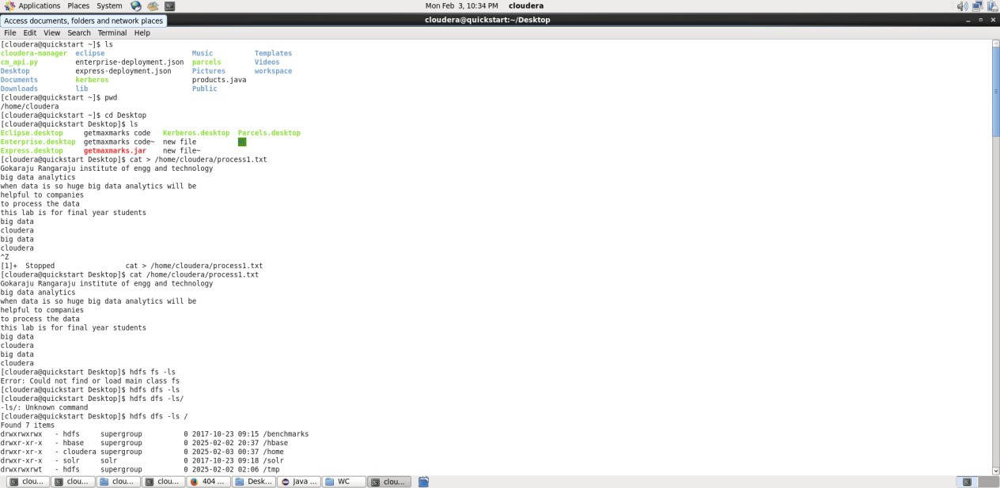 Applications Places System Mon Feb 3, 10:34 PM cloudera
Access documents, folders and network places cloudera@quickstart:~/Desktop
File Edit View Search Terminal Help
[cloudera@quickstart ~]$ ls
cloudera-manager eclipse Music Templates
cm_api.py enterprise-deployment.json parcels Videos
Desktop express-deployment.json Pictures workspace
Documents kerberos products.java
Downloads lib Public
[cloudera@quickstart ~]$ pwd
/home/cloudera
[cloudera@quickstart ~]$ cd Desktop
[cloudera@quickstart Desktop]$ ls
Eclipse.desktop getmaxmarks code Kerberos.desktop Parcels.desktop
Enterprise.desktop getmaxmarks code~ new file
Express.desktop getmaxmarks.jar new file~
[cloudera@quickstart Desktop]$ cat > /home/cloudera/process1.txt
Gokaraju Rangaraju institute of engg and technology
big data analytics
when data is so huge big data analytics will be
helpful to companies
to process the data
this lab is for final year students
big data
cloudera
big data
cloudera
^Z
[1]+ Stopped cat > /home/cloudera/process1.txt
[cloudera@quickstart Desktop]$ cat /home/cloudera/process1.txt
Gokaraju Rangaraju institute of engg and technology
big data analytics
when data is so huge big data analytics will be
helpful to companies
to process the data
this lab is for final year students
big data
cloudera
big data
cloudera
[cloudera@quickstart Desktop]$ hdfs fs -ls
Error: Could not find or load main class fs
[cloudera@quickstart Desktop]$ hdfs dfs -ls
[cloudera@quickstart Desktop]$ hdfs dfs -ls/
-ls/: Unknown command
[cloudera@quickstart Desktop]$ hdfs dfs -ls /
Found 7 items
drwxrwxrwx - hdfs supergroup 0 2017-10-23 09:15 /benchmarks
drwxr-xr-x - hbase supergroup 0 2025-02-02 20:37 /hbase
drwxr-xr-x - cloudera supergroup 0 2025-02-03 00:37 /home
drwxr-xr-x - solr solr 0 2017-10-23 09:18 /solr
drwxrwxrwt - hdfs supergroup 0 2025-02-02 02:06 /tmp
clou... clou... clou... clou... 404 ... Desk... Java ... WC clou...